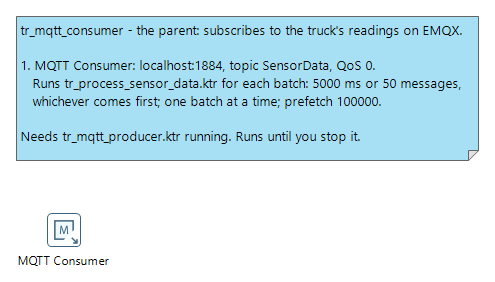 tr_mqtt_consumer - the parent: subscribes to the truck's readings on EMQX.
1. MQTT Consumer: localhost:1884, topic SensorData, QoS 0.
Runs tr_process_sensor_data.ktr for each batch: 5000 ms or 50 messages,
whichever comes first; one batch at a time; prefetch 100000.
Needs tr_mqtt_producer.ktr running. Runs until you stop it.
M
MQTT Consumer